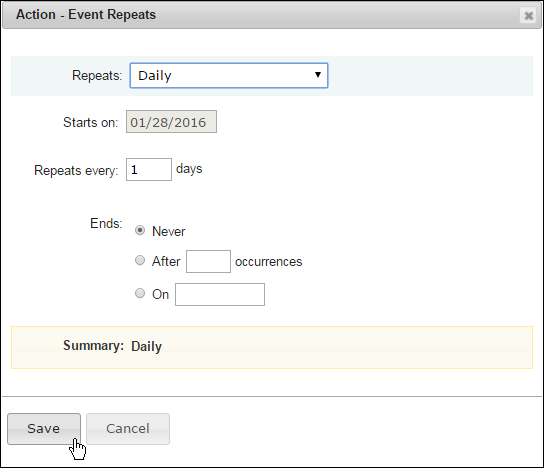 Action - Event Repeats
Repeats: Daily
Starts on: 01/28/2016
Repeats every: 1 days
Ends: Never
After occurrences
On
Summary: Daily
Save Cancel